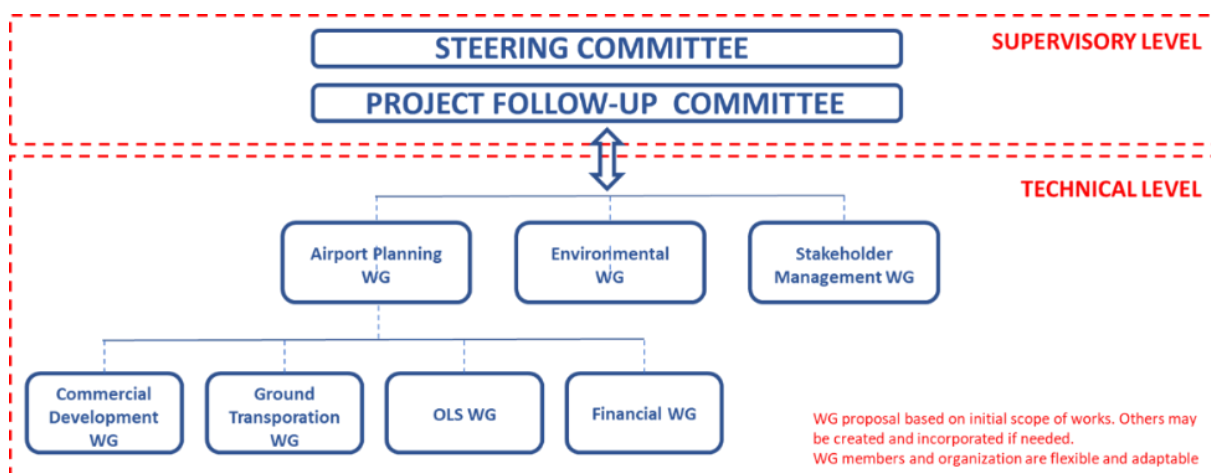 STEERING COMMITTEE
SUPERVISORY LEVEL
PROJECT FOLLOW-UP COMMITTEE
TECHNICAL LEVEL
Airport Planning
WG
Environmental
WG
Stakeholder
Management WG
Commercial
Development
WG
Ground
Transporation
WG
OLS WG
Financial WG
WG proposal based on initial scope of works. Others may
be created and incorporated if needed.
WG members and organization are flexible and adaptable